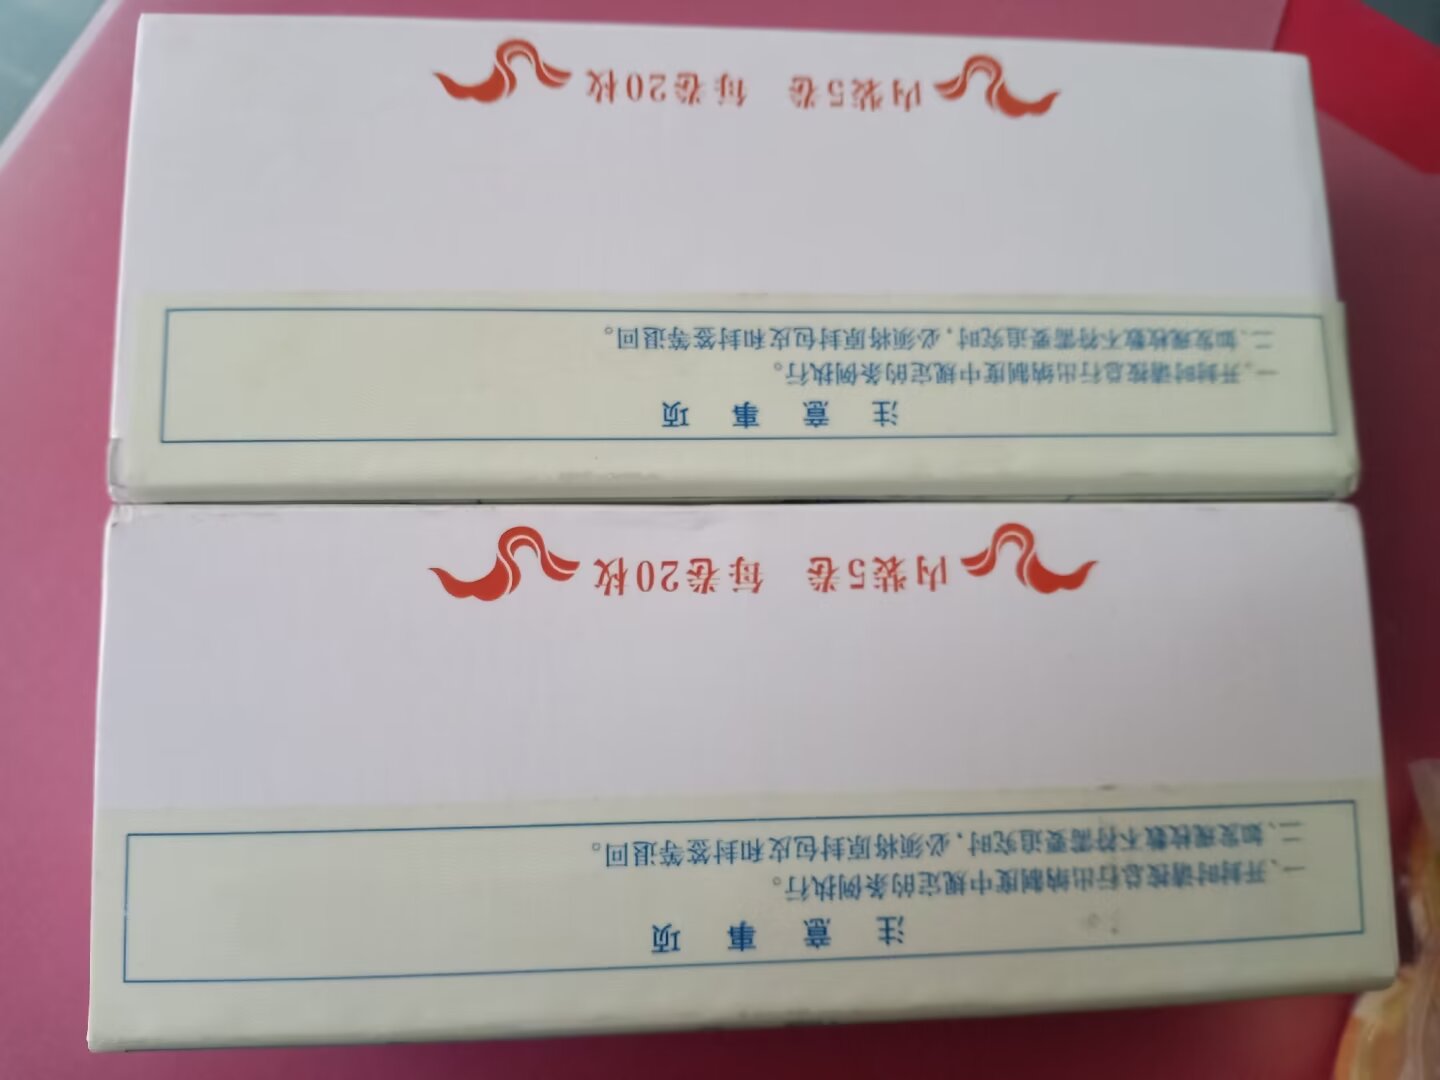 注意事项
一、开封时请按总行出纳制度中规定的条例执行。
二、如发现枚数不符需要追究时，必须将原封包皮和封签等退回。
内装5卷 每卷20枚
注意事项
一、开封时请按总行出纳制度中规定的条例执行。
二、如发现枚数不符需要追究时，必须将原封包皮和封签等退回。
内装5卷 每卷20枚